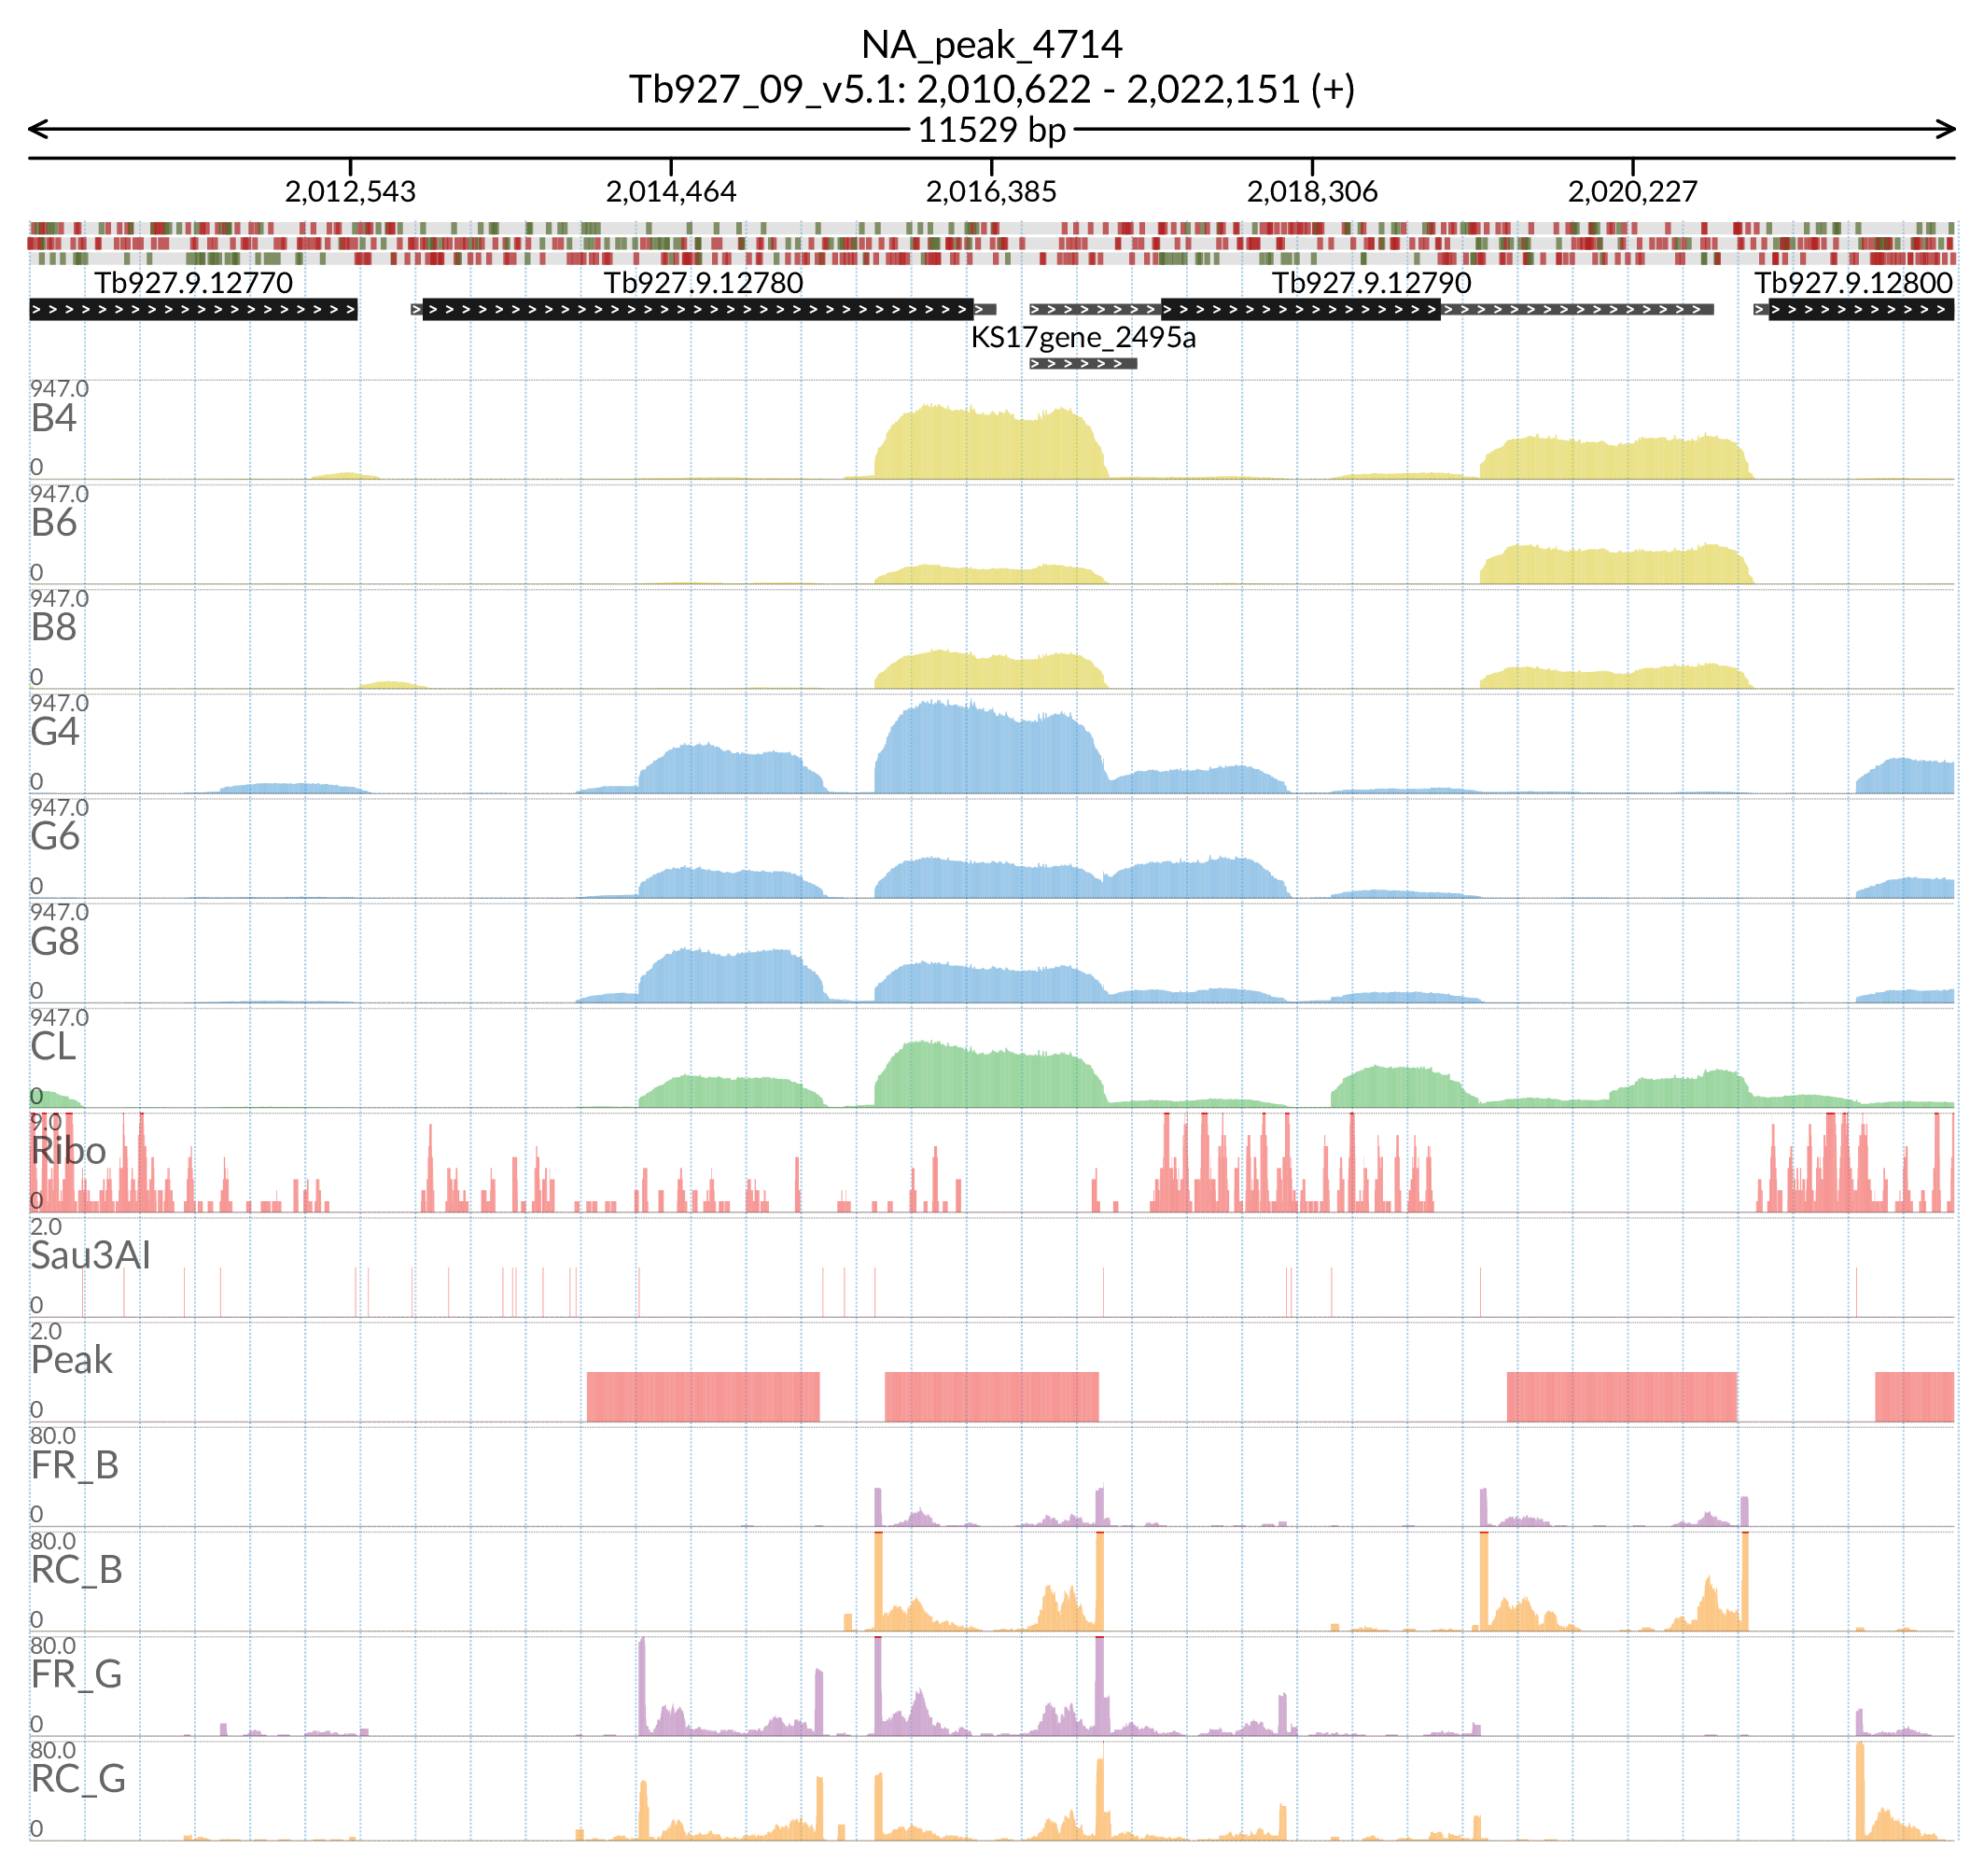 NA_peak_4714
Tb927_09_v5.1: 2,010,622 - 2,022,151 (+)
11529 bp
2,012,543 2,014,464 2,016,385 2,018,306 2,020,227
Tb927.9.12770 Tb927.9.12780 Tb927.9.12790 Tb927.9.12800
KS17gene_2495a
947.0
B4
0
947.0
B6
0
947.0
B8
0
947.0
G4
0
947.0
G6
0
947.0
G8
0
947.0
CL
0
9.0
Ribo
0
2.0
Sau3AI
0
2.0
Peak
0
80.0
FR_B
0
80.0
RC_B
0
80.0
FR_G
0
80.0
RC_G
0